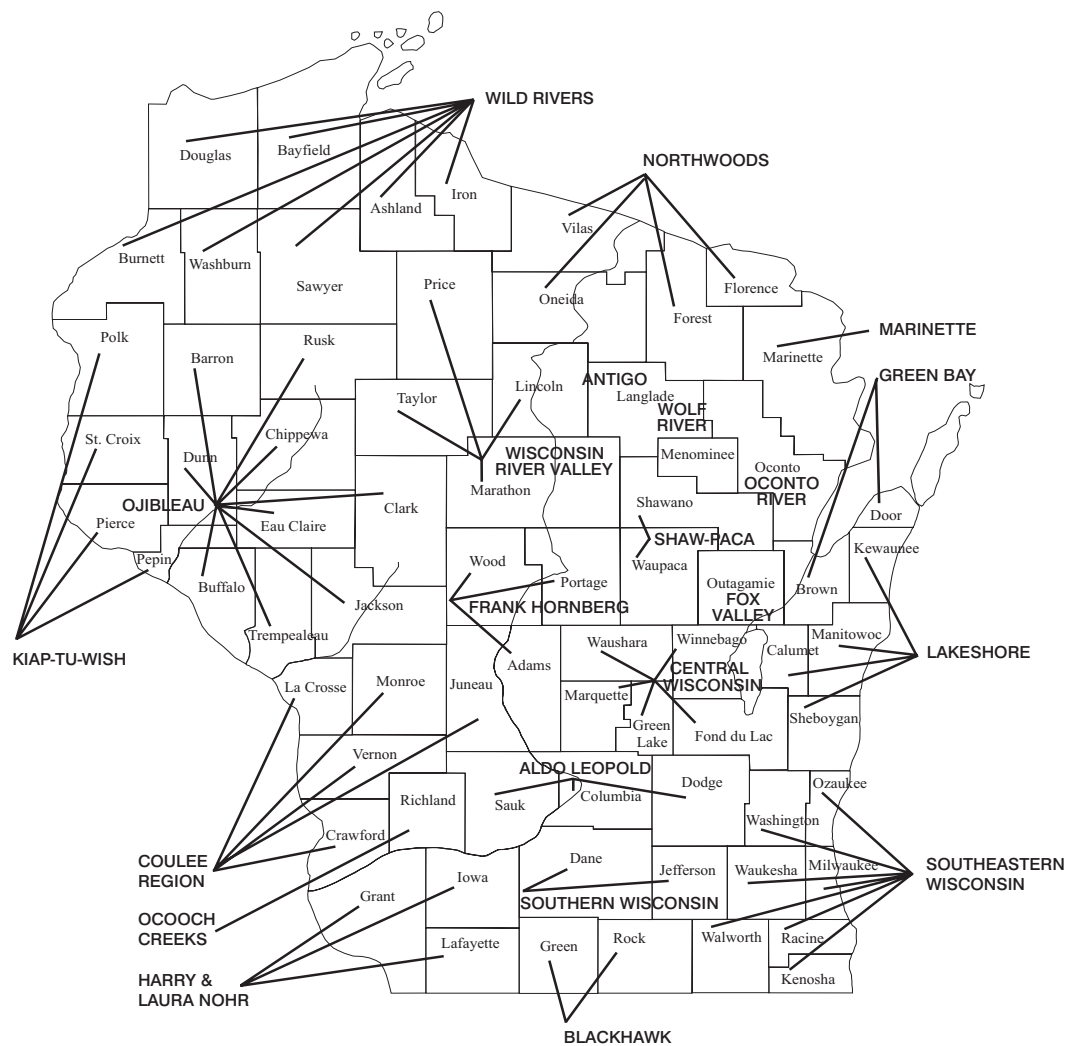 WILD RIVERS
Douglas
Bayfield
Ashland
Iron
NORTHWOODS
Vilas
Burnett
Washburn
Sawyer
Price
Oneida
Florence
Forest
MARINETTE
Marinette
Polk
Barron
Rusk
GREEN BAY
Taylor
Lincoln
ANTIGO
Langlade
WOLF
RIVER
St. Croix
Chippewa
Dunn
WISCONSIN
RIVER VALLEY
Marathon
Menominee
Oconto
OCONTO
RIVER
OJIBLEAU
Clark
Shawano
Door
Pierce
Eau Claire
SHAW-PACA
Kewaunee
Pepin
Wood
Waupaca
Buffalo
Portage
Outagamie
Brown
FOX
VALLEY
Jackson
FRANK HORNBERG
Trempealeau
Waushara
Winnebago
Manitowoc
Calumet
KIAP-TU-WISH
Adams
CENTRAL
WISCONSIN
LAKESHORE
La Crosse
Monroe
Juneau
Marquette
Green
Lake
Fond du Lac
Sheboygan
Vernon
ALDO LEOPOLD
Richland
Sauk
Columbia
Dodge
Ozaukee
Crawford
Washington
COULEE
REGION
Dane
Jefferson
Waukesha
Milwaukee
SOUTHEASTERN
WISCONSIN
Iowa
Grant
SOUTHERN WISCONSIN
OCOOCH
CREEKS
Lafayette
Green
Rock
Walworth
Racine
HARRY &
LAURA NOHR
Kenosha
BLACKHAWK